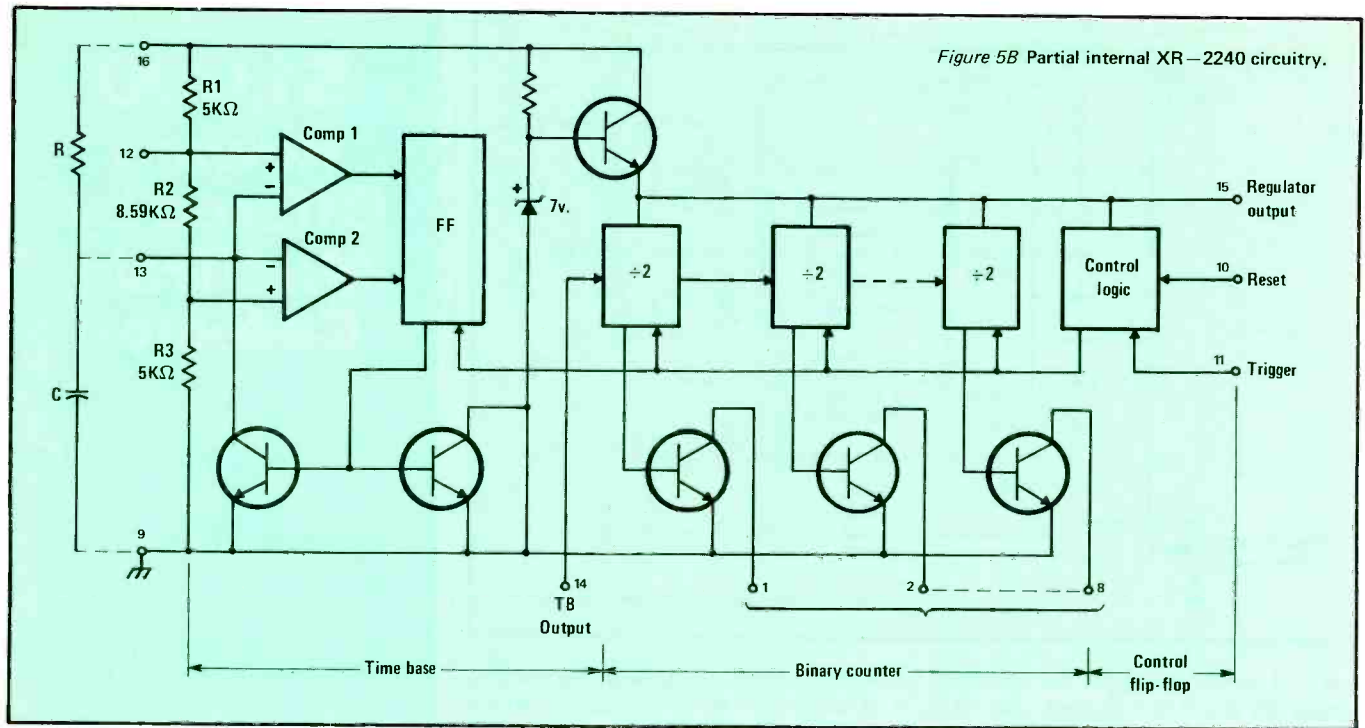 Figure 5B Partial internal XR—2240 circuitry.
16
R1
5KΩ
R
12
Comp 1
+
-
R2
8.59KΩ
FF
+
7v.
15 Regulator
output
13
Comp 2
-
+
÷2
÷2
÷2
Control
logic
10
Reset
R3
5KΩ
11
Trigger
C
9
14
TB
Output
1
2
8
Time base
Binary counter
Control
flip-flop